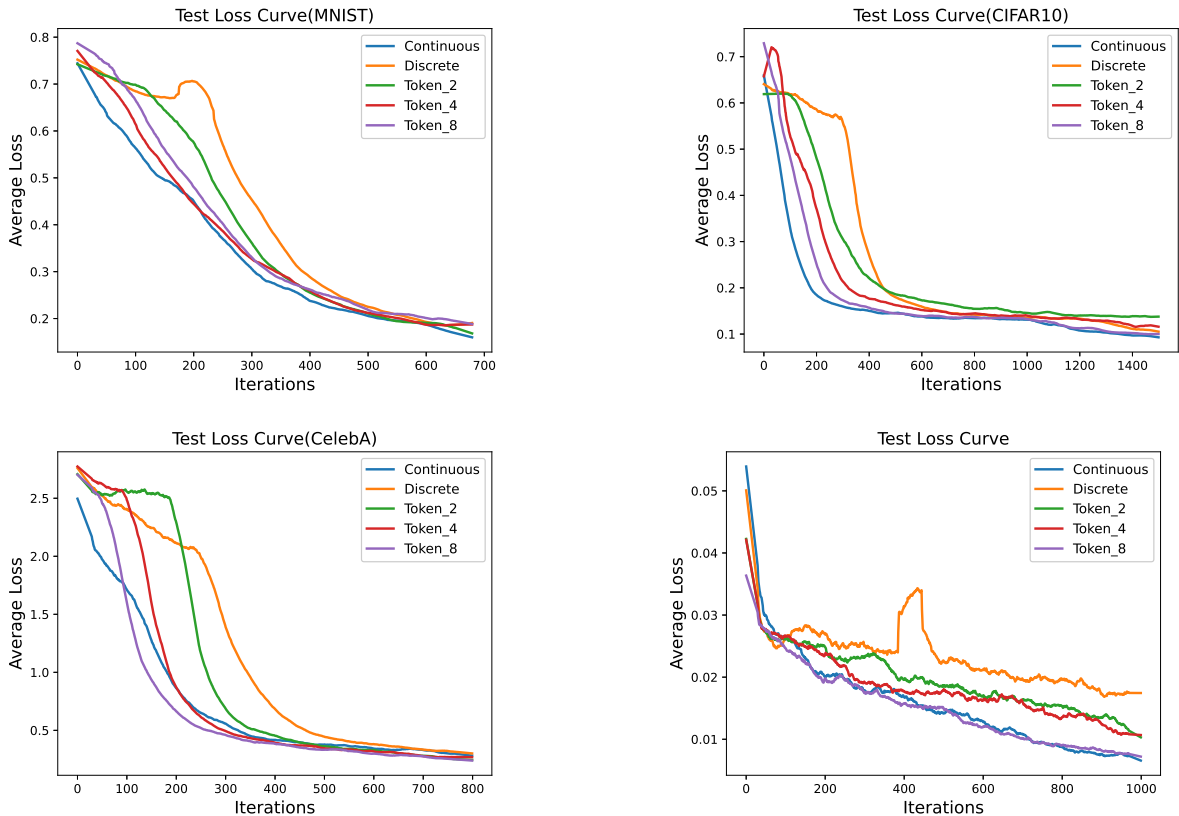 Test Loss Curve(MNIST)
Average Loss
0.8
0.7
0.6
0.5
0.4
0.3
0.2
Continuous
Discrete
Token_2
Token_4
Token_8
0 100 200 300 400 500 600 700
Iterations
Test Loss Curve(CIFAR10)
Average Loss
0.7
0.6
0.5
0.4
0.3
0.2
0.1
Continuous
Discrete
Token_2
Token_4
Token_8
0 200 400 600 800 1000 1200 1400
Iterations
Test Loss Curve(CelebA)
Average Loss
2.5
2.0
1.5
1.0
0.5
Continuous
Discrete
Token_2
Token_4
Token_8
0 100 200 300 400 500 600 700 800
Iterations
Test Loss Curve
Average Loss
0.05
0.04
0.03
0.02
0.01
Continuous
Discrete
Token_2
Token_4
Token_8
0 200 400 600 800 1000
Iterations